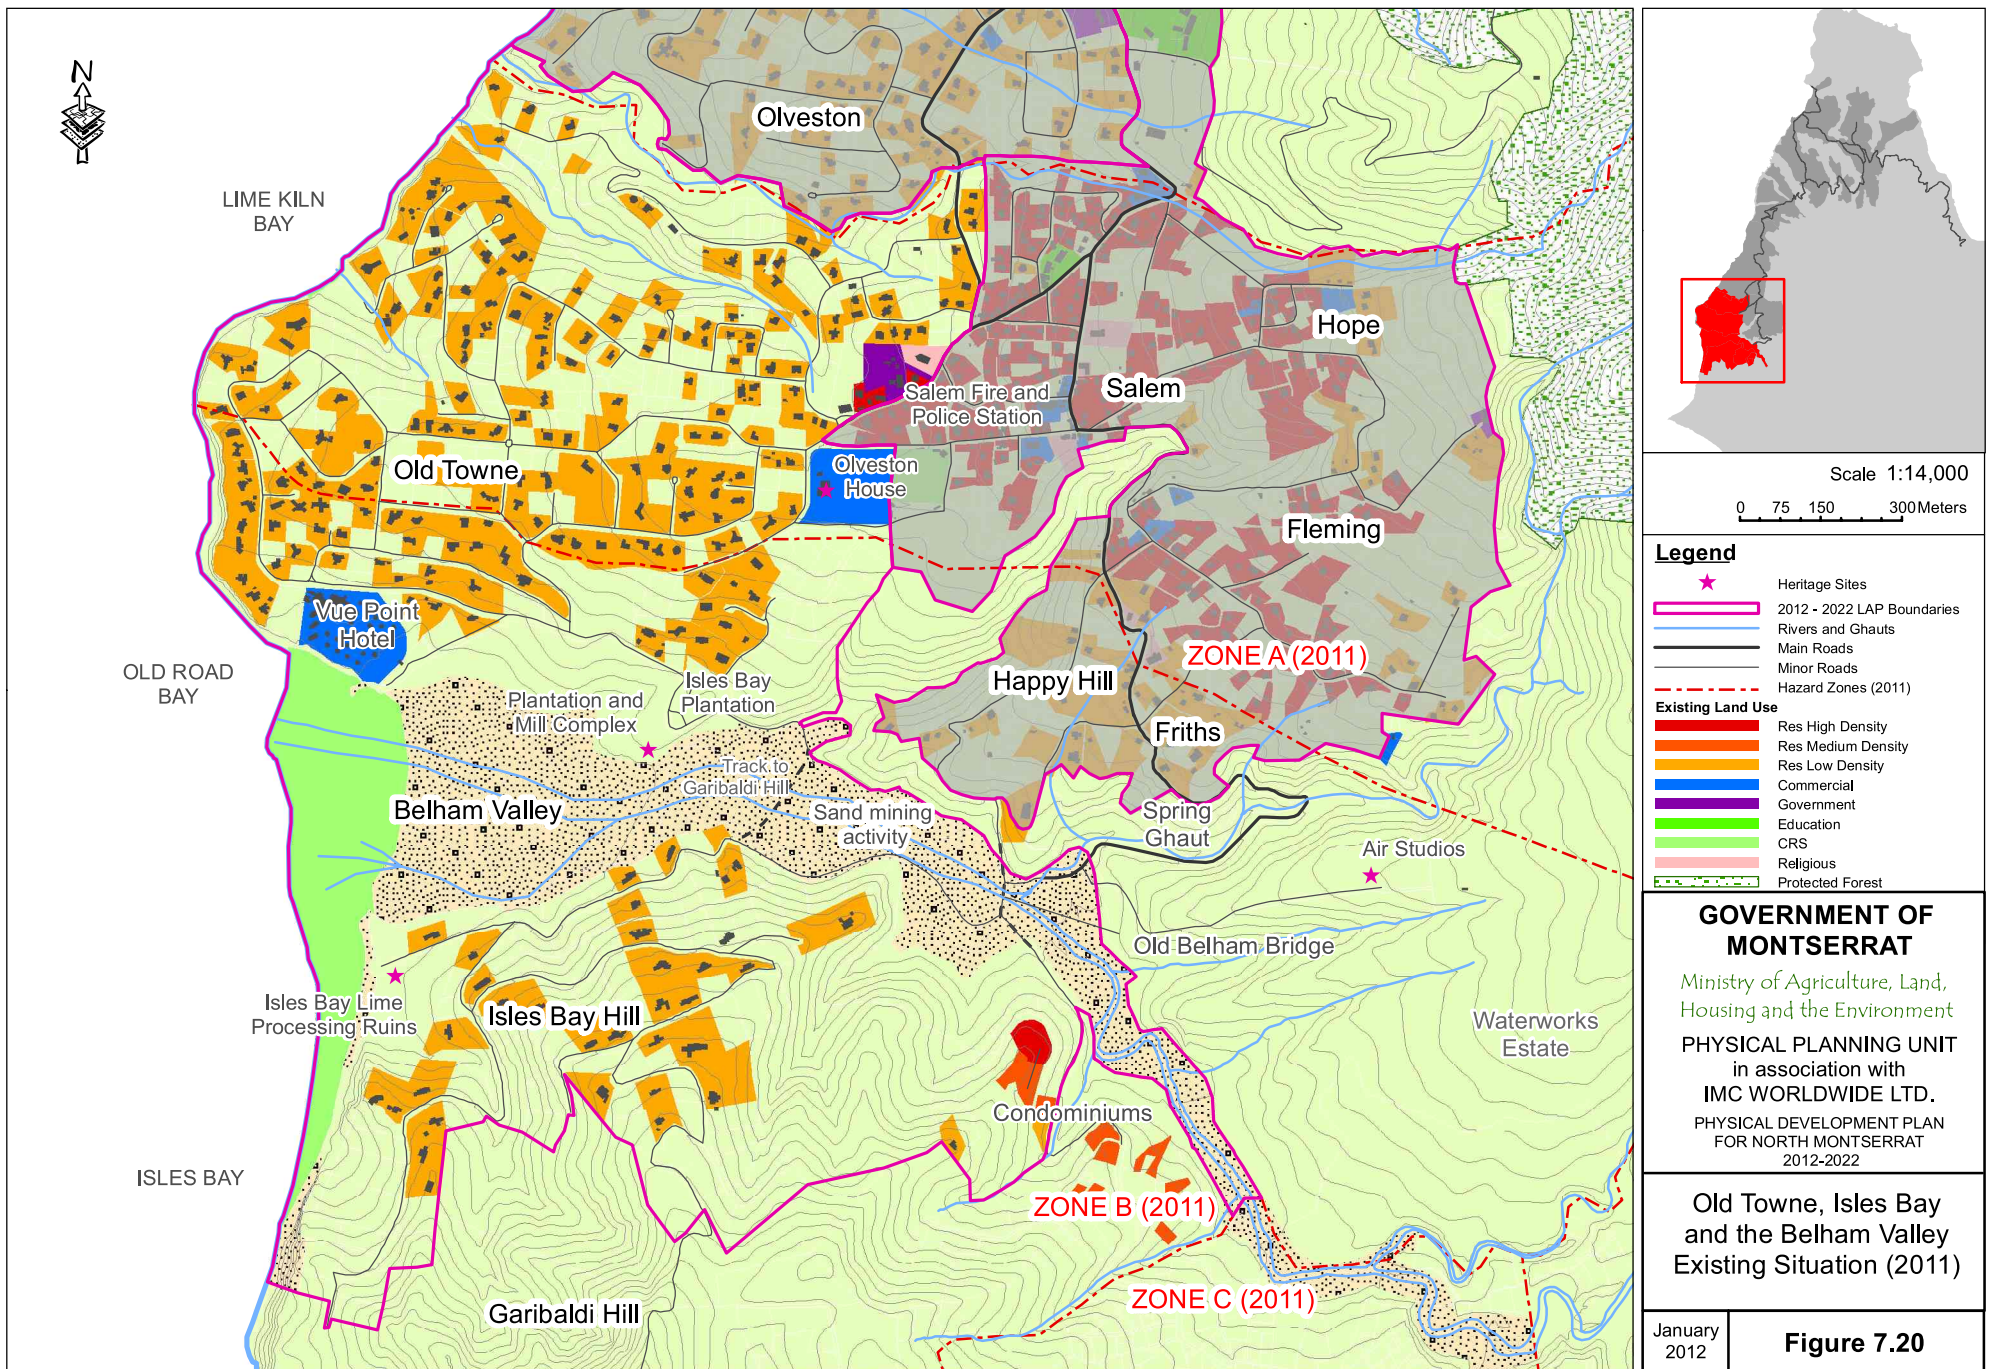 N
LIME KILN
BAY
OLD ROAD
BAY
ISLES BAY
Olveston
Hope
Salem
Salem Fire and
Police Station
Old Towne
Olveston
House
Fleming
Vue Point
Hotel
ZONE A (2011)
Happy Hill
Isles Bay
Plantation
Plantation and
Mill Complex
Friths
Track to
Garibaldi Hill
Belham Valley
Sand mining
activity
Spring
Ghaut
Air Studios
Old Belham Bridge
Isles Bay Lime
Processing Ruins
Isles Bay Hill
Waterworks
Estate
Condominiums
ZONE B (2011)
ZONE C (2011)
Garibaldi Hill
Scale 1:14,000
0 75 150 300 Meters
Legend
Heritage Sites
2012 - 2022 LAP Boundaries
Rivers and Ghauts
Main Roads
Minor Roads
Hazard Zones (2011)
Existing Land Use
Res High Density
Res Medium Density
Res Low Density
Commercial
Government
Education
CRS
Religious
Protected Forest
GOVERNMENT OF
MONTSERRAT
Ministry of Agriculture, Land,
Housing and the Environment
PHYSICAL PLANNING UNIT
in association with
IMC WORLDWIDE LTD.
PHYSICAL DEVELOPMENT PLAN
FOR NORTH MONTSERRAT
2012-2022
Old Towne, Isles Bay
and the Belham Valley
Existing Situation (2011)
January
2012
Figure 7.20